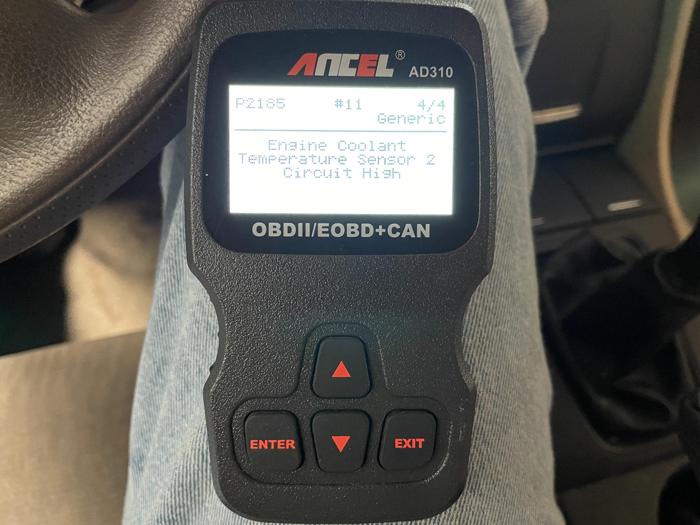 ANCEL® AD310
P2185 #11 4/4
Generic
Engine Coolant
Temperature Sensor 2
Circuit High
OBDII/EOBD+CAN
ENTER
EXIT